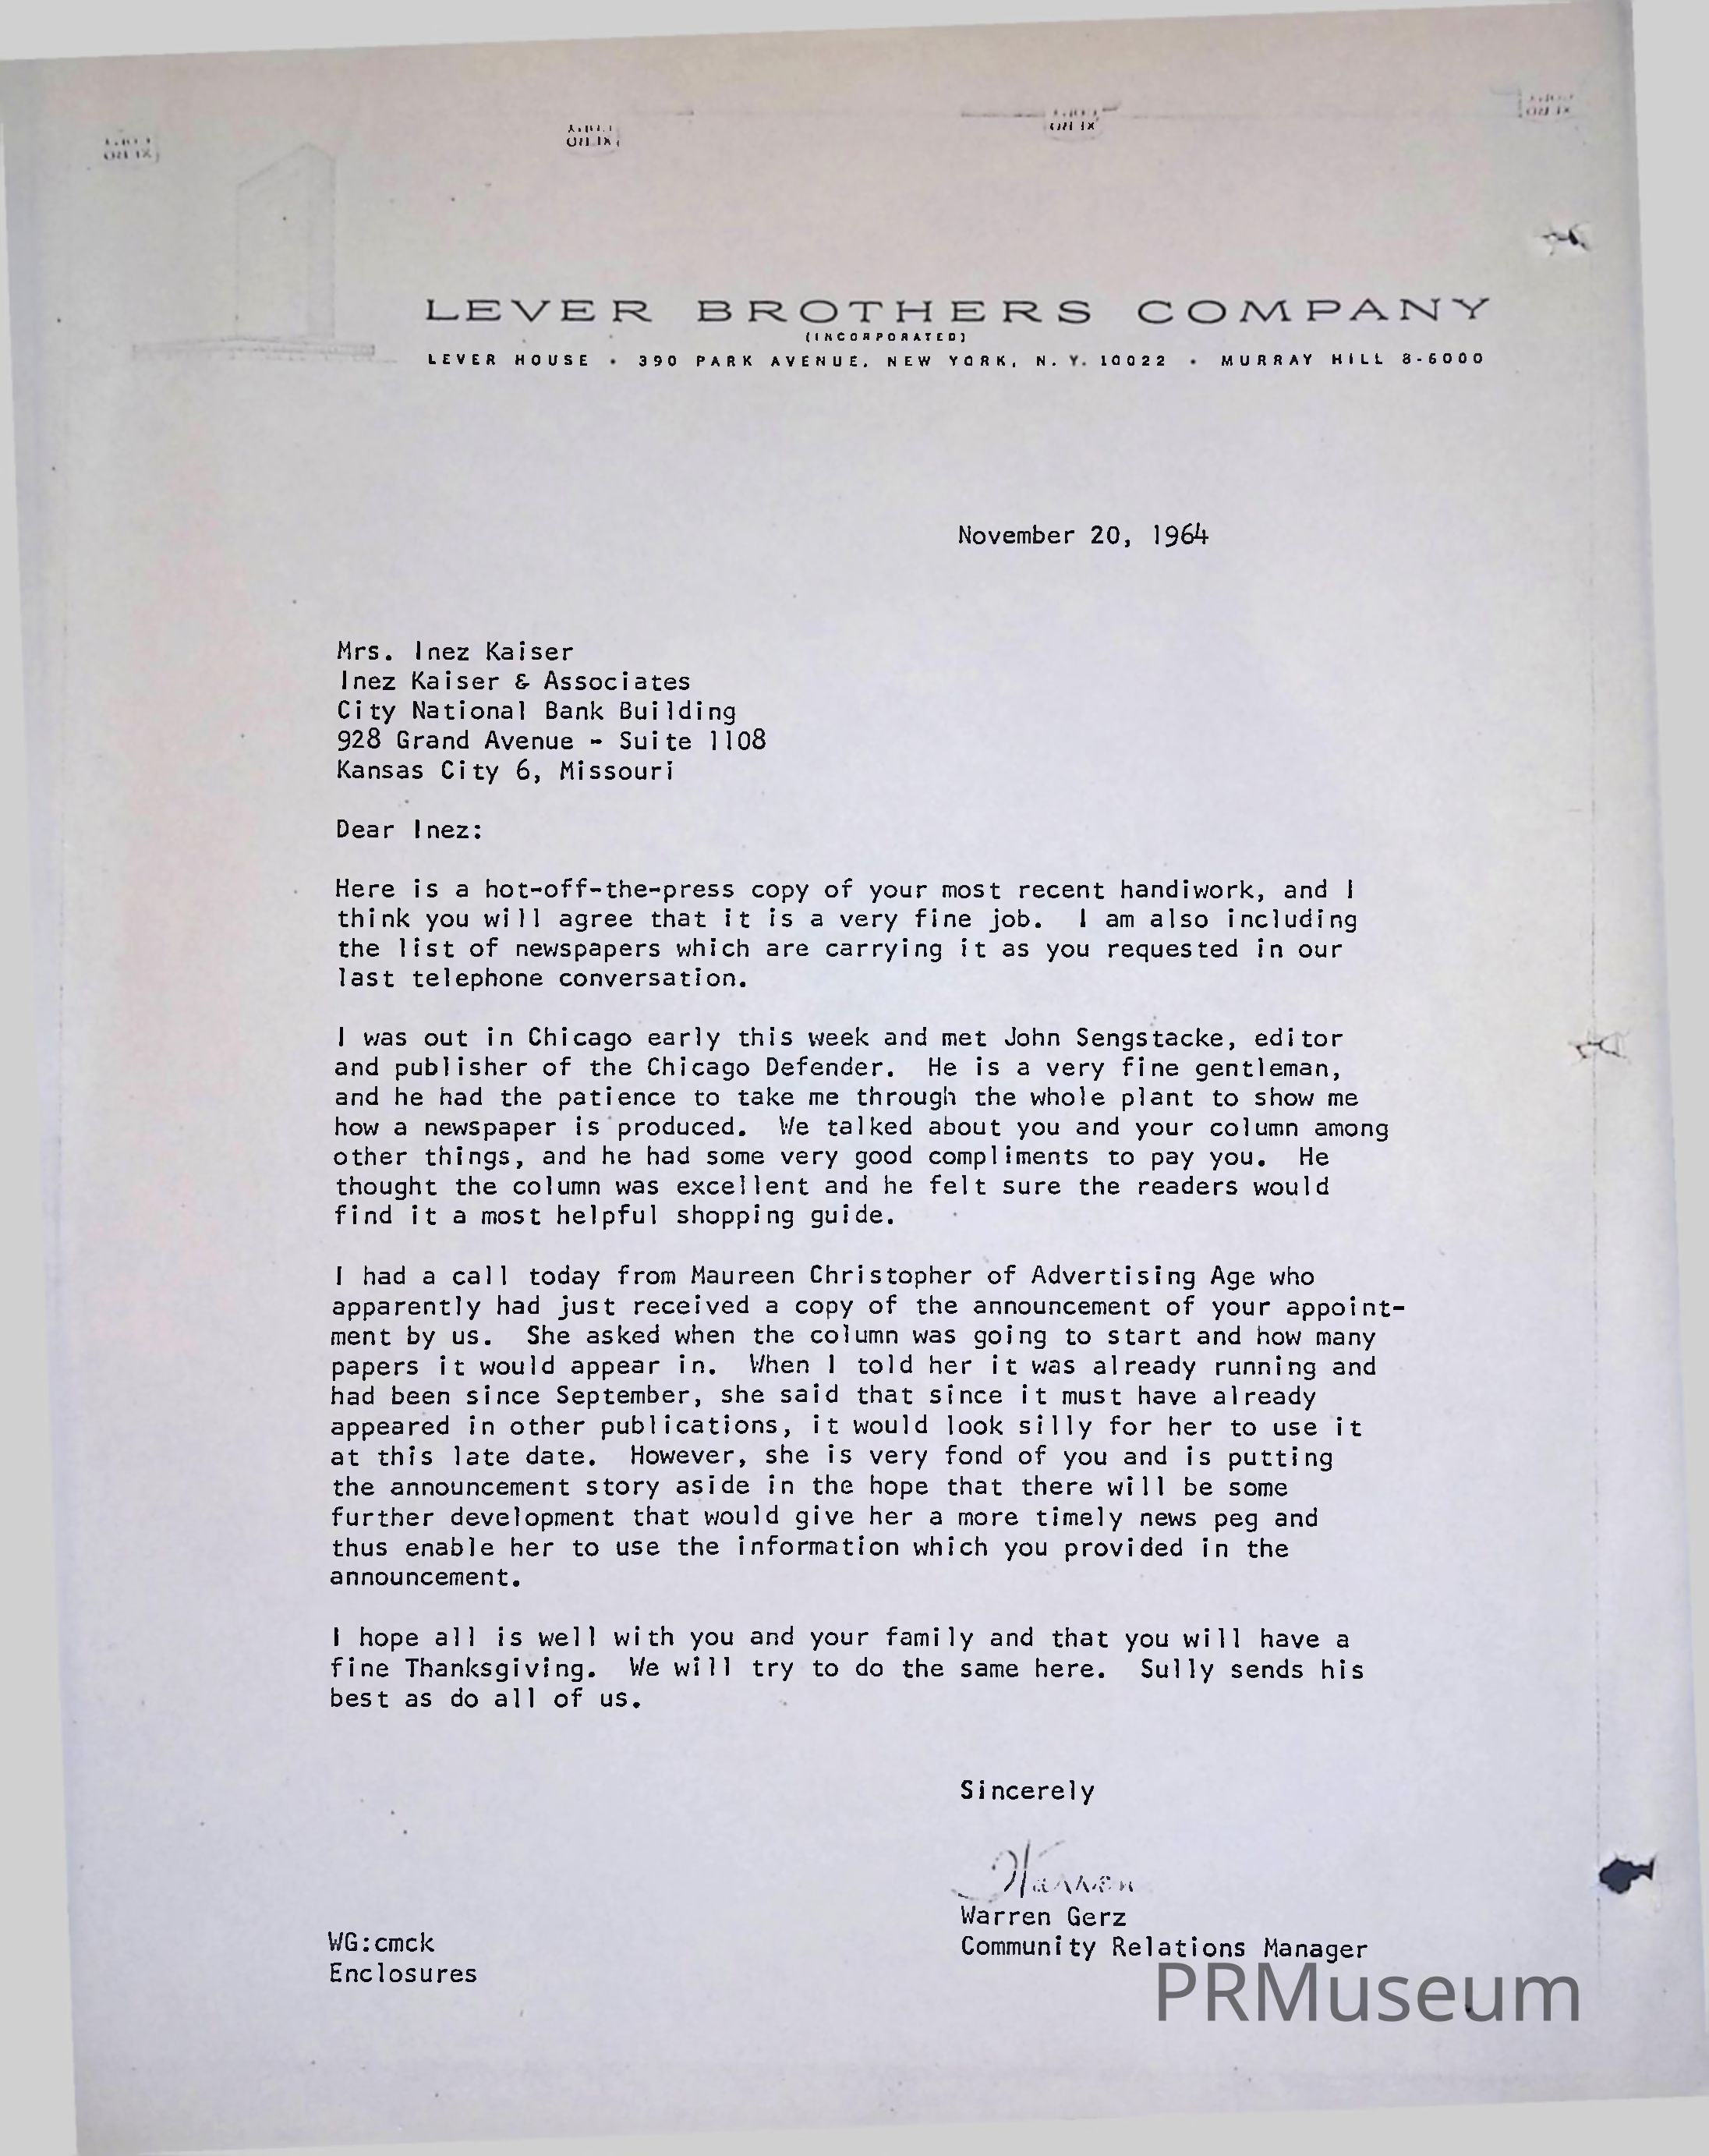 XERO COPY
XERO COPY
XERO COPY
XERO COPY
LEVER BROTHERS COMPANY
(INCORPORATED)
LEVER HOUSE • 390 PARK AVENUE, NEW YORK, N.Y. 10022 • MURRAY HILL 8-6000
November 20, 1964
Mrs. Inez Kaiser
Inez Kaiser & Associates
City National Bank Building
928 Grand Avenue - Suite 1108
Kansas City 6, Missouri
Dear Inez:
Here is a hot-off-the-press copy of your most recent handiwork, and I
think you will agree that it is a very fine job. I am also including
the list of newspapers which are carrying it as you requested in our
last telephone conversation.
I was out in Chicago early this week and met John Sengstacke, editor
and publisher of the Chicago Defender. He is a very fine gentleman,
and he had the patience to take me through the whole plant to show me
how a newspaper is produced. We talked about you and your column among
other things, and he had some very good compliments to pay you. He
thought the column was excellent and he felt sure the readers would
find it a most helpful shopping guide.
I had a call today from Maureen Christopher of Advertising Age who
apparently had just received a copy of the announcement of your appoint-
ment by us. She asked when the column was going to start and how many
papers it would appear in. When I told her it was already running and
had been since September, she said that since it must have already
appeared in other publications, it would look silly for her to use it
at this late date. However, she is very fond of you and is putting
the announcement story aside in the hope that there will be some
further development that would give her a more timely news peg and
thus enable her to use the information which you provided in the
announcement.
I hope all is well with you and your family and that you will have a
fine Thanksgiving. We will try to do the same here. Sully sends his
best as do all of us.
Sincerely
Warren
Warren Gerz
Community Relations Manager
WG:cmck
Enclosures
PRMuseum